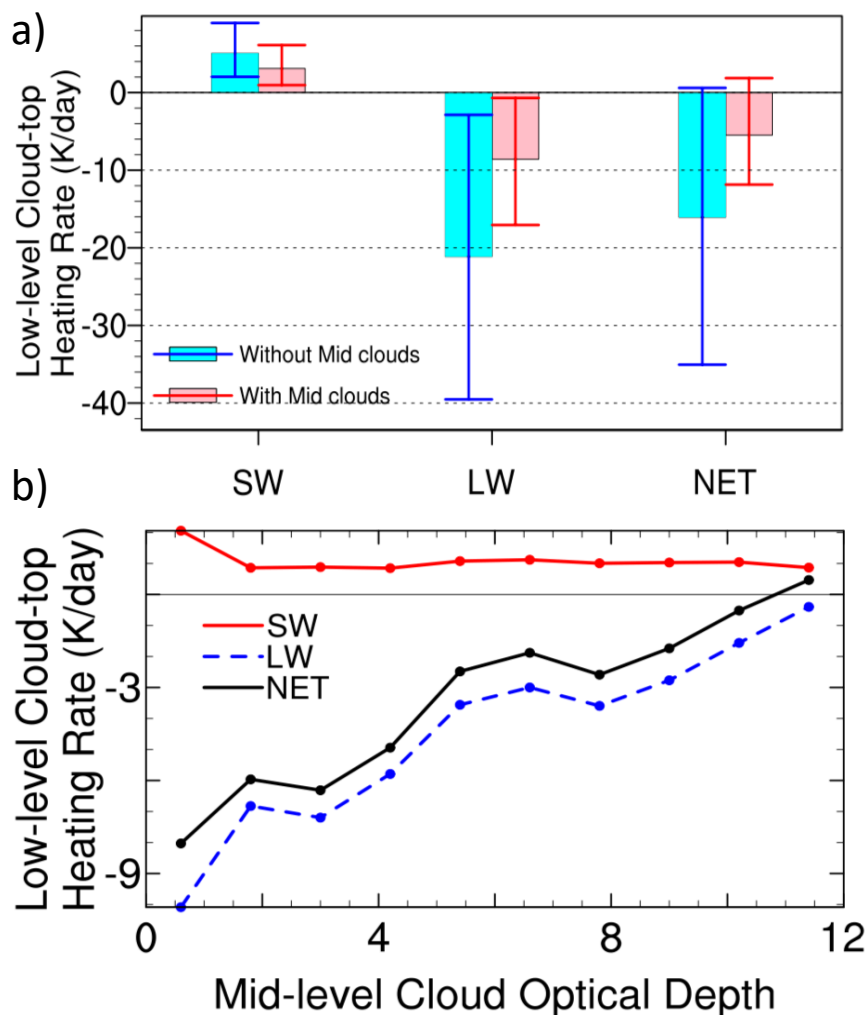 a)
Low-level Cloud-top
Heating Rate (K/day)
0
-10
-20
-30
-40
Without Mid clouds
With Mid clouds
SW
LW
NET
b)
Low-level Cloud-top
Heating Rate (K/day)
-3
-9
SW
LW
NET
0
4
8
12
Mid-level Cloud Optical Depth